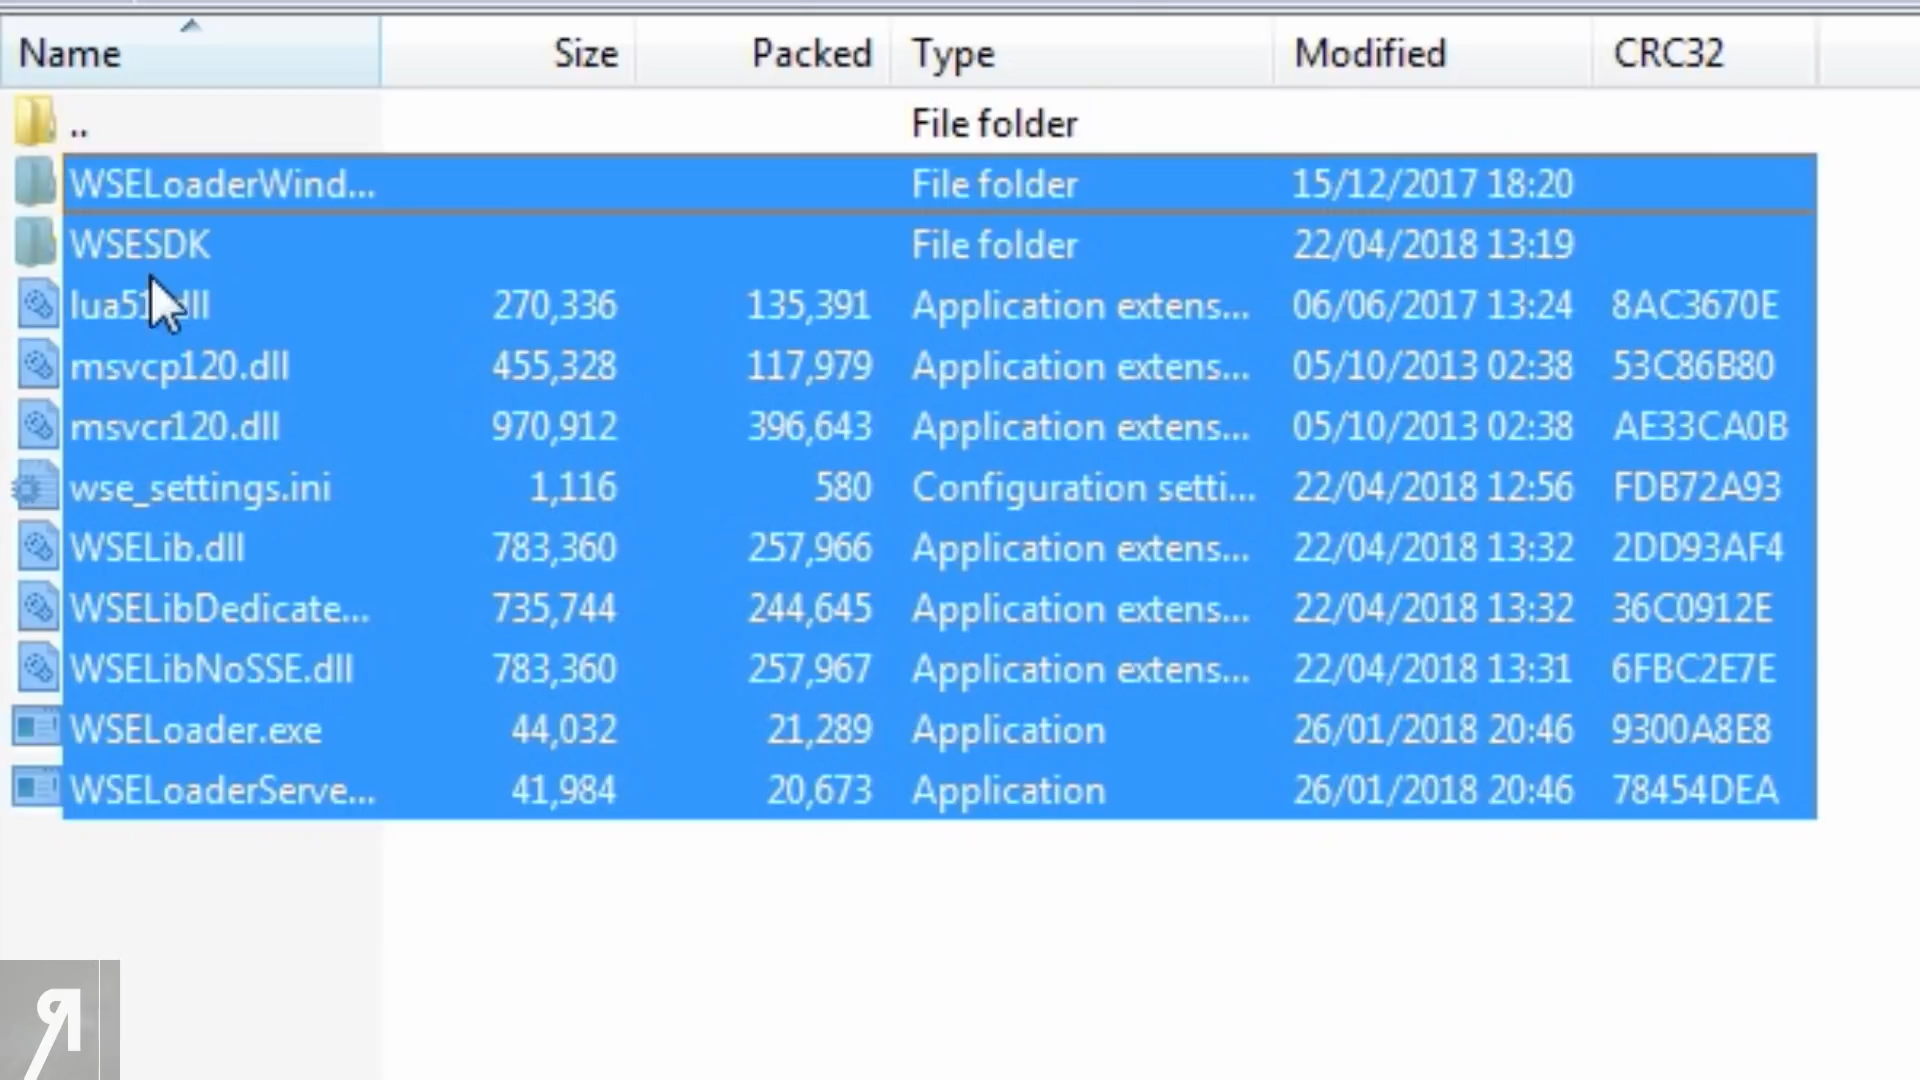 Name Size Packed Type Modified CRC32
.. File folder
WSELoaderWind... File folder 15/12/2017 18:20
WSESDK File folder 22/04/2018 13:19
lua51.dll 270,336 135,391 Application extens... 06/06/2017 13:24 8AC3670E
msvcp120.dll 455,328 117,979 Application extens... 05/10/2013 02:38 53C86B80
msvcr120.dll 970,912 396,643 Application extens... 05/10/2013 02:38 AE33CA0B
wse_settings.ini 1,116 580 Configuration setti... 22/04/2018 12:56 FDB72A93
WSELib.dll 783,360 257,966 Application extens... 22/04/2018 13:32 2DD93AF4
WSELibDedicate... 735,744 244,645 Application extens... 22/04/2018 13:32 36C0912E
WSELibNoSSE.dll 783,360 257,967 Application extens... 22/04/2018 13:31 6FBC2E7E
WSELoader.exe 44,032 21,289 Application 26/01/2018 20:46 9300A8E8
WSELoaderServe... 41,984 20,673 Application 26/01/2018 20:46 78454DEA